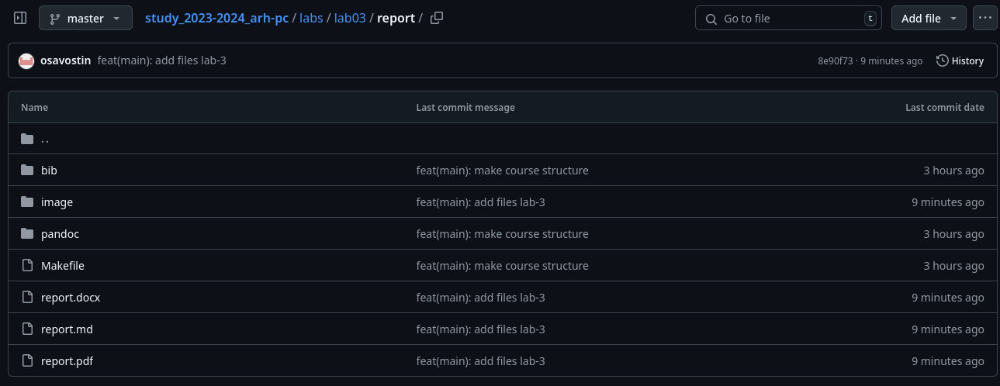 master study_2023-2024_arh-pc / labs / lab03 / report / Go to file t Add file ...
osavostin feat(main): add files lab-3 8e90f73 · 9 minutes ago History
Name Last commit message Last commit date
..
bib feat(main): make course structure 3 hours ago
image feat(main): add files lab-3 9 minutes ago
pandoc feat(main): make course structure 3 hours ago
Makefile feat(main): make course structure 3 hours ago
report.docx feat(main): add files lab-3 9 minutes ago
report.md feat(main): add files lab-3 9 minutes ago
report.pdf feat(main): add files lab-3 9 minutes ago